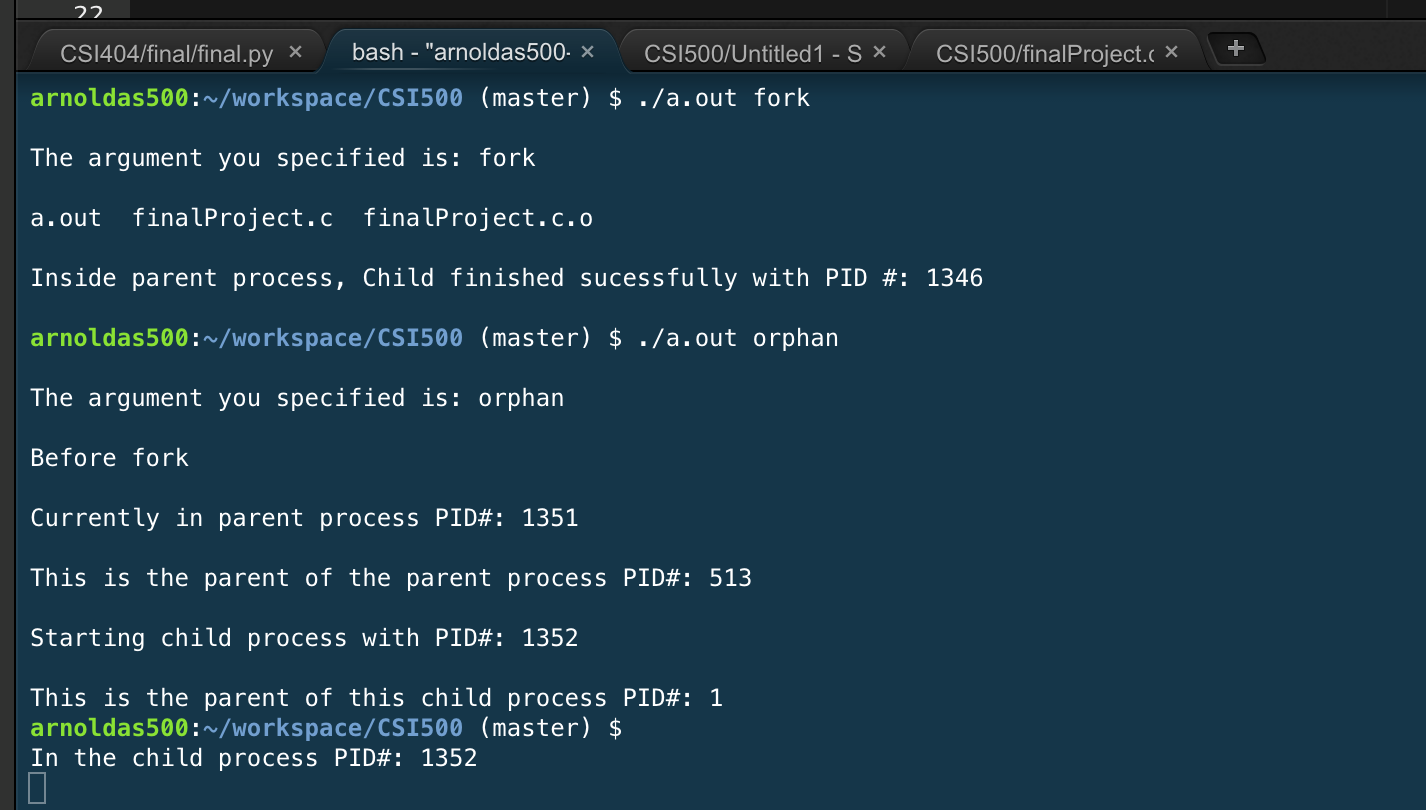 22
CSI404/final/final.py × bash - "arnoldas500- × CSI500/Untitled1 - S × CSI500/finalProject.c × +
arnoldas500:~/workspace/CSI500 (master) $ ./a.out fork
The argument you specified is: fork
a.out  finalProject.c  finalProject.c.o
Inside parent process, Child finished sucessfully with PID #: 1346
arnoldas500:~/workspace/CSI500 (master) $ ./a.out orphan
The argument you specified is: orphan
Before fork
Currently in parent process PID#: 1351
This is the parent of the parent process PID#: 513
Starting child process with PID#: 1352
This is the parent of this child process PID#: 1
arnoldas500:~/workspace/CSI500 (master) $
In the child process PID#: 1352